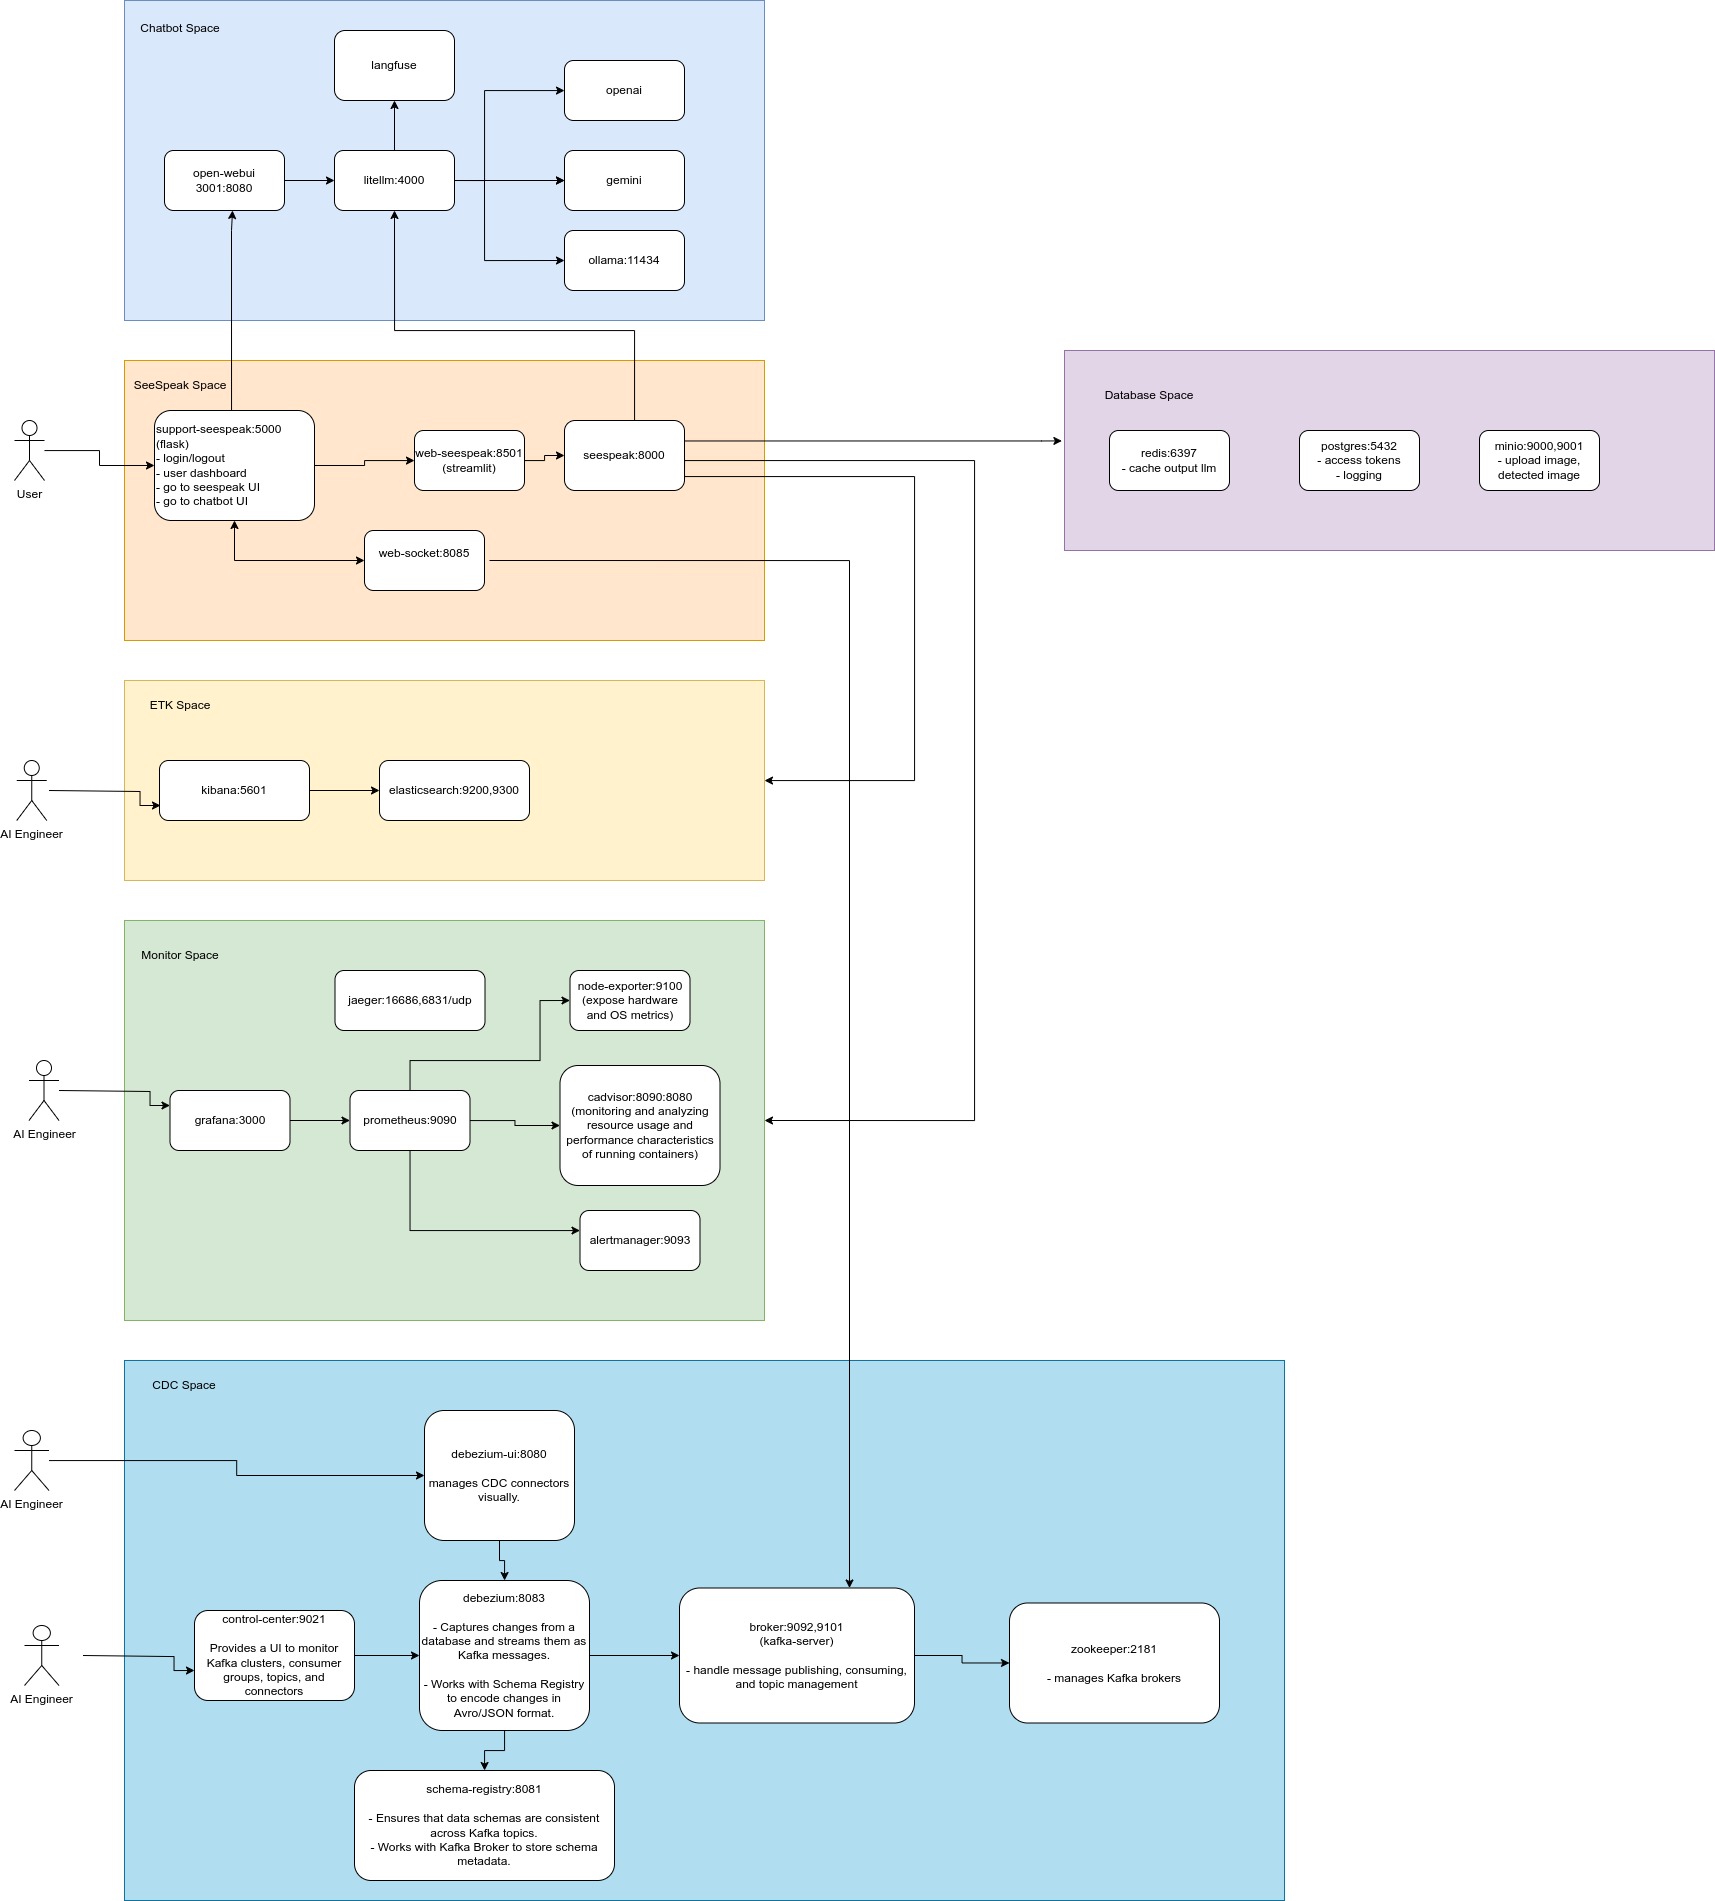 Chatbot Space
langfuse
openai
open-webui
3001:8080
litellm:4000
gemini
ollama:11434
SeeSpeak Space
User
support-seespeak:5000
(flask)
- login/logout
- user dashboard
- go to seespeak UI
- go to chatbot UI
web-seespeak:8501
(streamlit)
seespeak:8000
web-socket:8085
Database Space
redis:6397
- cache output llm
postgres:5432
- access tokens
- logging
minio:9000,9001
- upload image,
detected image
ETK Space
AI Engineer
kibana:5601
elasticsearch:9200,9300
Monitor Space
jaeger:16686,6831/udp
node-exporter:9100
(expose hardware
and OS metrics)
AI Engineer
grafana:3000
prometheus:9090
cadvisor:8090:8080
(monitoring and analyzing
resource usage and
performance characteristics
of running containers)
alertmanager:9093
CDC Space
AI Engineer
debezium-ui:8080
manages CDC connectors
visually.
AI Engineer
control-center:9021
Provides a UI to monitor
Kafka clusters, consumer
groups, topics, and
connectors
debezium:8083
- Captures changes from a
database and streams them as
Kafka messages.
- Works with Schema Registry
to encode changes in
Avro/JSON format.
broker:9092,9101
(kafka-server)
- handle message publishing, consuming,
and topic management
zookeeper:2181
- manages Kafka brokers
schema-registry:8081
- Ensures that data schemas are consistent
across Kafka topics.
- Works with Kafka Broker to store schema
metadata.